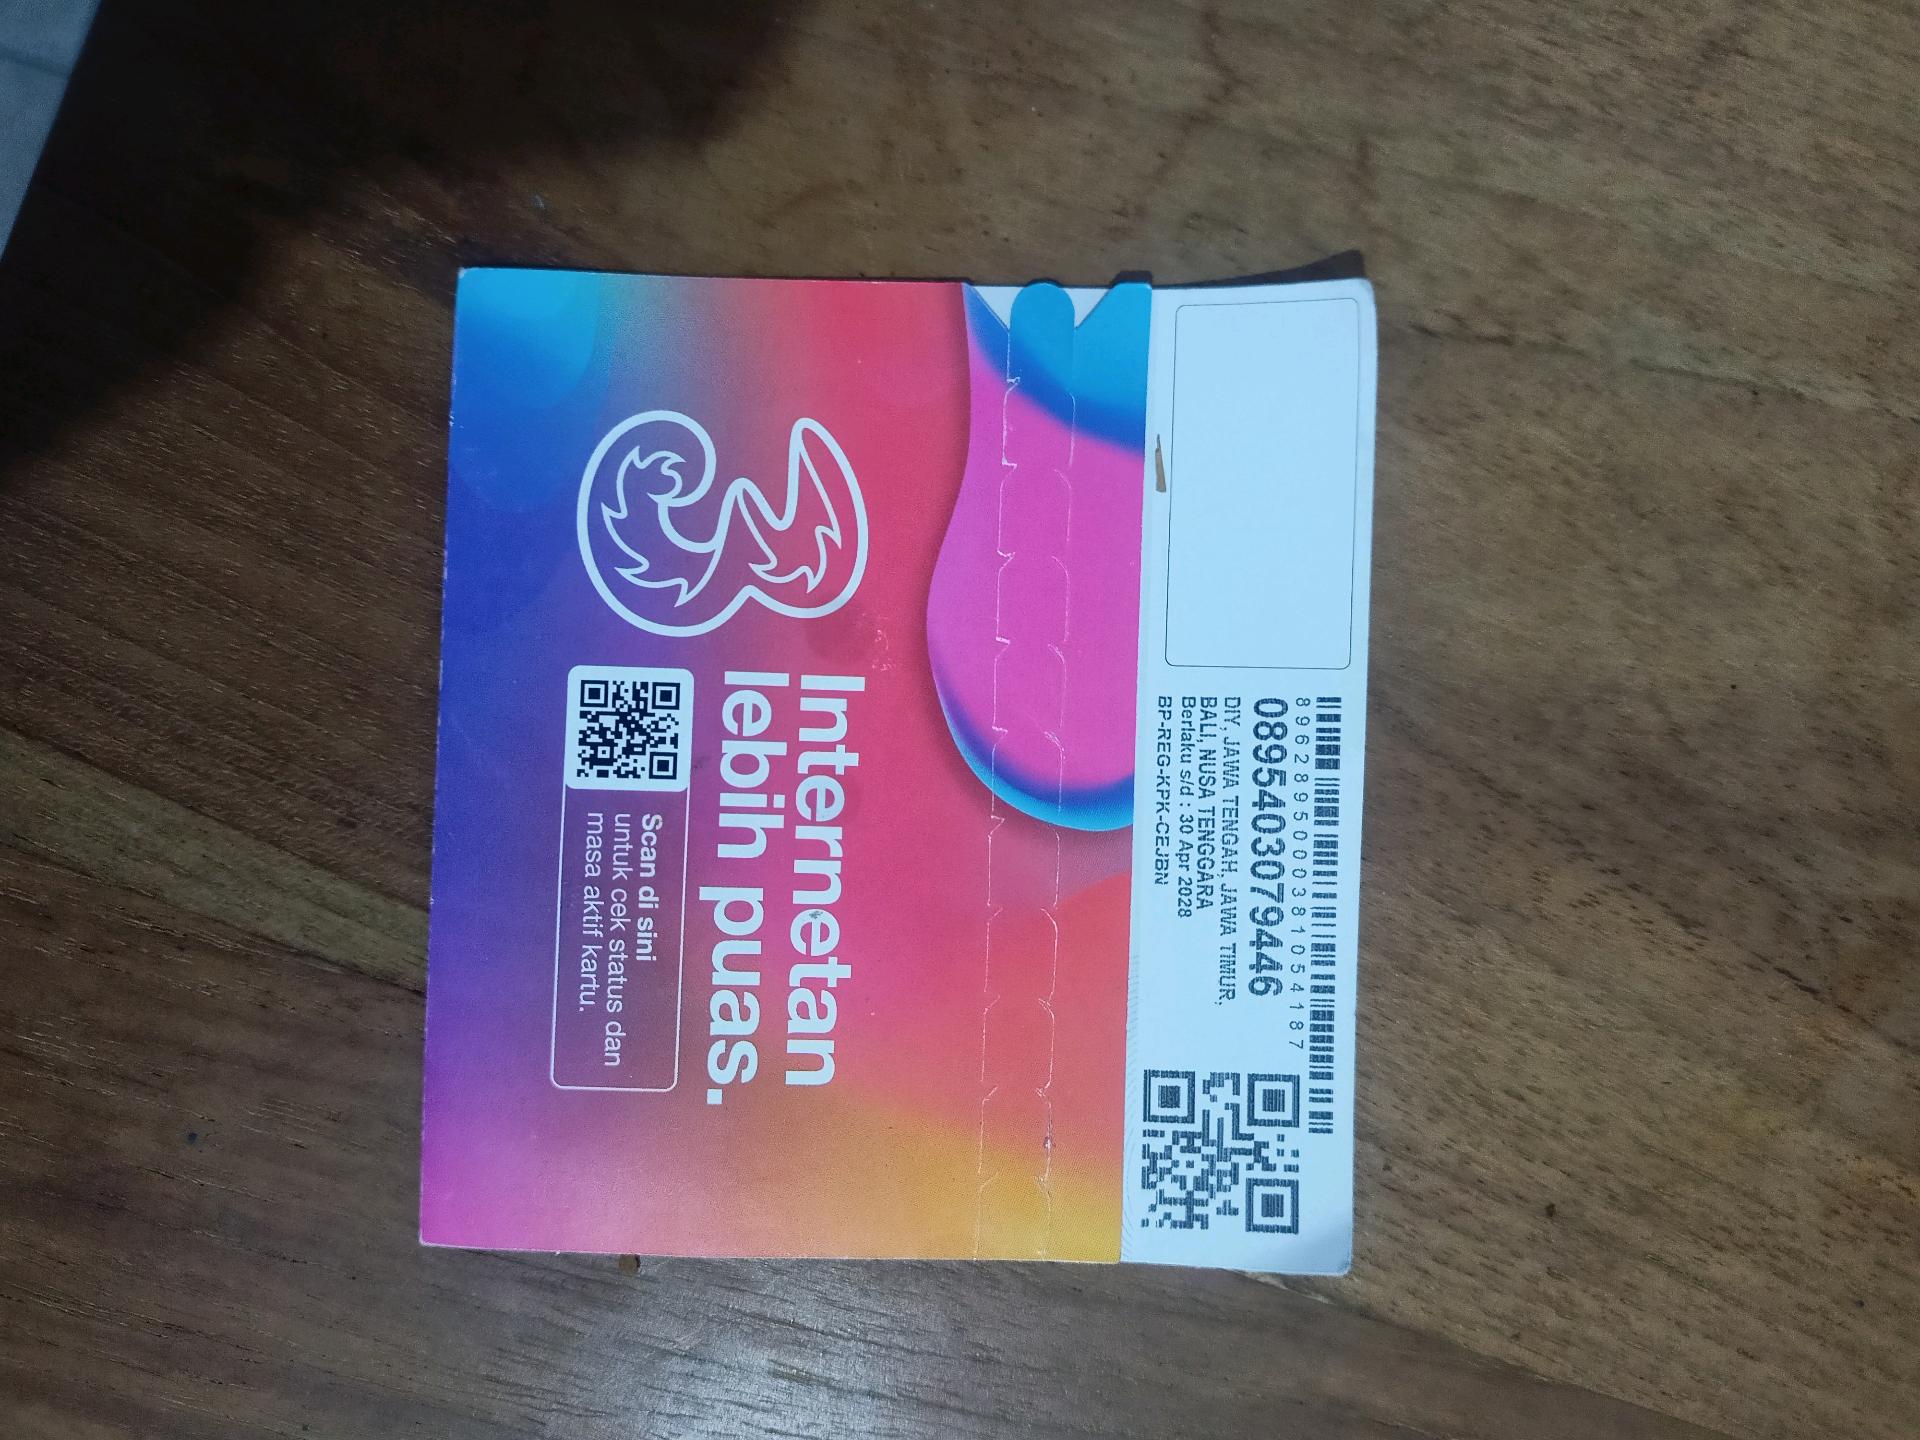 8962895000381054187
0895403079446
DIY, JAWA TENGAH, JAWA TIMUR,
BALI, NUSA TENGGARA
Berlaku s/d : 30 Apr 2028
BP-REG-KPK-CEJBN
3
Internetan
lebih puas.
Scan di sini
untuk cek status dan
masa aktif kartu.